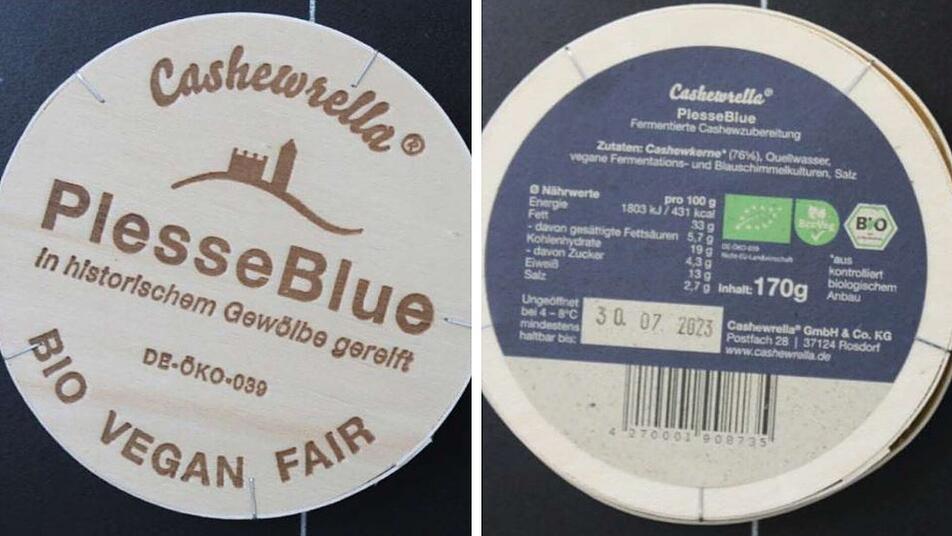 Cashewrella®
PlesseBlue
in historischem Gewölbe gereift
DE-ÖKO-039
BIO VEGAN FAIR
Cashewrella®
PlesseBlue
Fermentierte Cashewzubereitung
Zutaten: Cashewkerne* (76%), Quellwasser,
vegane Fermentations- und Blauschimmelkulturen, Salz
Ø Nährwerte pro 100 g
Energie 1803 kJ / 431 kcal
Fett 33 g
- davon gesättigte Fettsäuren 5,7 g
Kohlenhydrate 19 g
- davon Zucker 4,3 g
Eiweiß 13 g
Salz 2,7 g
EcoVeg
BIO
DE-ÖKO-039
Nicht-EU-Landwirtschaft
*aus
kontrolliert
biologischem
Anbau
Inhalt: 170g
Ungeöffnet
bei 4 – 8°C
mindestens
haltbar bis:
30. 07. 2023
Cashewrella® GmbH & Co. KG
Postfach 28 | 37124 Rosdorf
www.cashewrella.de
4 270001 908735